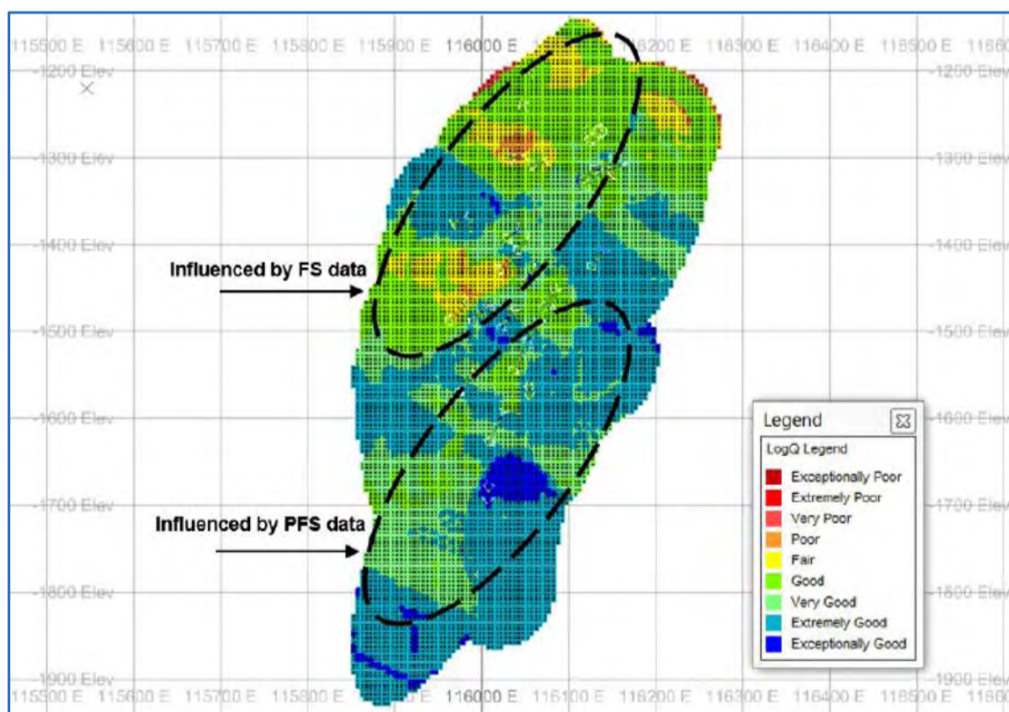 115500 E 115600 E 115700 E 115800 E 115900 E 116000 E 116200 E 116300 E 116400 E 116500 E
-1200 Elev -1200 Elev
-1300 Elev -1300 Elev
-1400 Elev -1400 Elev
Influenced by FS data
-1500 Elev -1500 Elev
-1600 Elev -1600 Elev
-1700 Elev -1700 Elev
Influenced by PFS data
-1800 Elev -1800 Elev
-1900 Elev -1900 Elev
115500 E 115600 E 115700 E 115800 E 115900 E 116000 E 116100 E 116200 E 116300 E 116400 E 116500 E
Legend
LogQ Legend
Exceptionally Poor
Extremely Poor
Very Poor
Poor
Fair
Good
Very Good
Extremely Good
Exceptionally Good